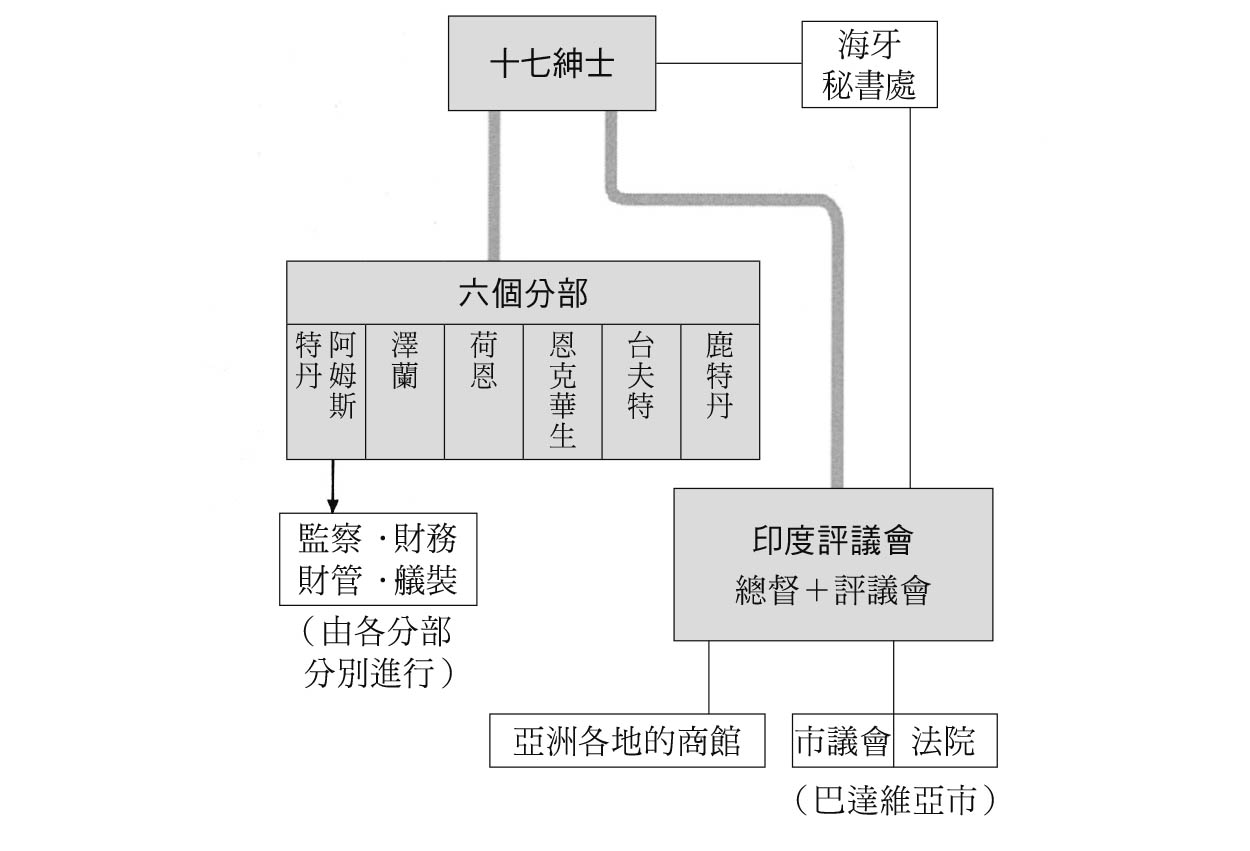 十七紳士
海牙
秘書處
六個分部
阿姆斯
特丹
澤蘭
荷恩
恩克華生
台夫特
鹿特丹
監察・財務
財管・艤裝
（由各分部
分別進行）
印度評議會
總督＋評議會
亞洲各地的商館
市議會
法院
（巴達維亞市）